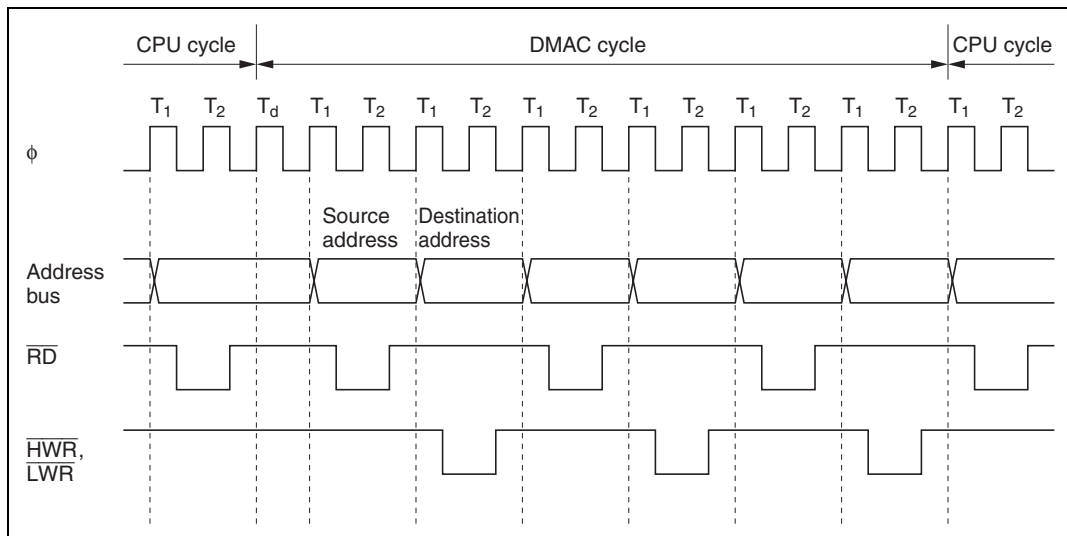 CPU cycle DMAC cycle CPU cycle
T1 T2 Td T1 T2 T1 T2 T1 T2 T1 T2 T1 T2 T1 T2 T1 T2
ϕ
Source Destination
address address
Address
bus
RD
HWR,
LWR